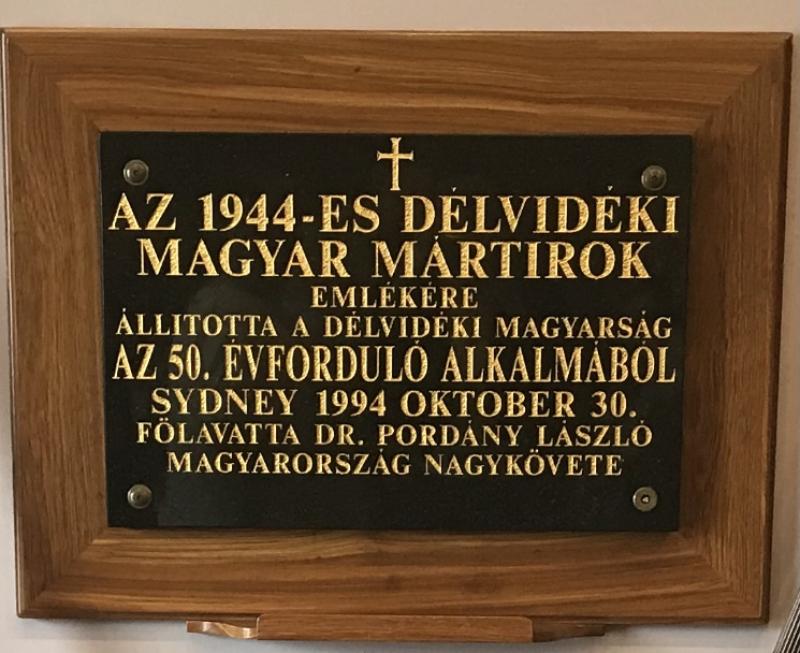 AZ 1944-ES DÉLVIDÉKI
MAGYAR MÁRTIROK
EMLÉKÉRE
ÁLLITOTTA A DÉLVIDÉKI MAGYARSÁG
AZ 50. ÉVFORDULÓ ALKALMÁBÓL
SYDNEY 1994 OKTOBER 30.
FÖLAVATTA DR. PORDÁNY LÁSZLÓ
MAGYARORSZÁG NAGYKÖVETE